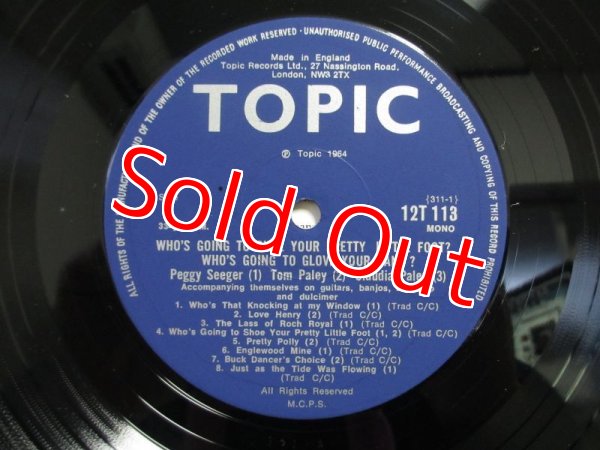 ALL RIGHTS OF THE MANUFACTURER AND OF THE OWNER OF THE RECORDED WORK RESERVED · UNAUTHORISED PUBLIC PERFORMANCE BROADCASTING AND COPYING OF THIS RECORD PROHIBITED
Made in England
Topic Records Ltd., 27 Nassington Road,
London, NW3 2TX
TOPIC
℗ Topic 1964
(311-1)
12T 113
MONO
33
Sold Out
WHO'S GOING YOUR FOOT?
WHO'S GOING TO GLOVE YOUR ?
Peggy Seeger (1) Tom Paley (2) Claudia Paley (3)
Accompanying themselves on guitars, banjos,
and dulcimer
1. Who's That Knocking at my Window (1) (Trad C/C)
2. Love Henry (2) (Trad C/C)
3. The Lass of Roch Royal (1) (Trad C/C)
4. Who's Going to Shoe Your Pretty Little Foot (1, 2) (Trad C/C)
5. Pretty Polly (2) (Trad C/C)
6. Englewood Mine (1) (Trad C/C)
7. Buck Dancer's Choice (2) (Trad C/C)
8. Just as the Tide Was Flowing (1)
(Trad C/C)
All Rights Reserved
M.C.P.S.